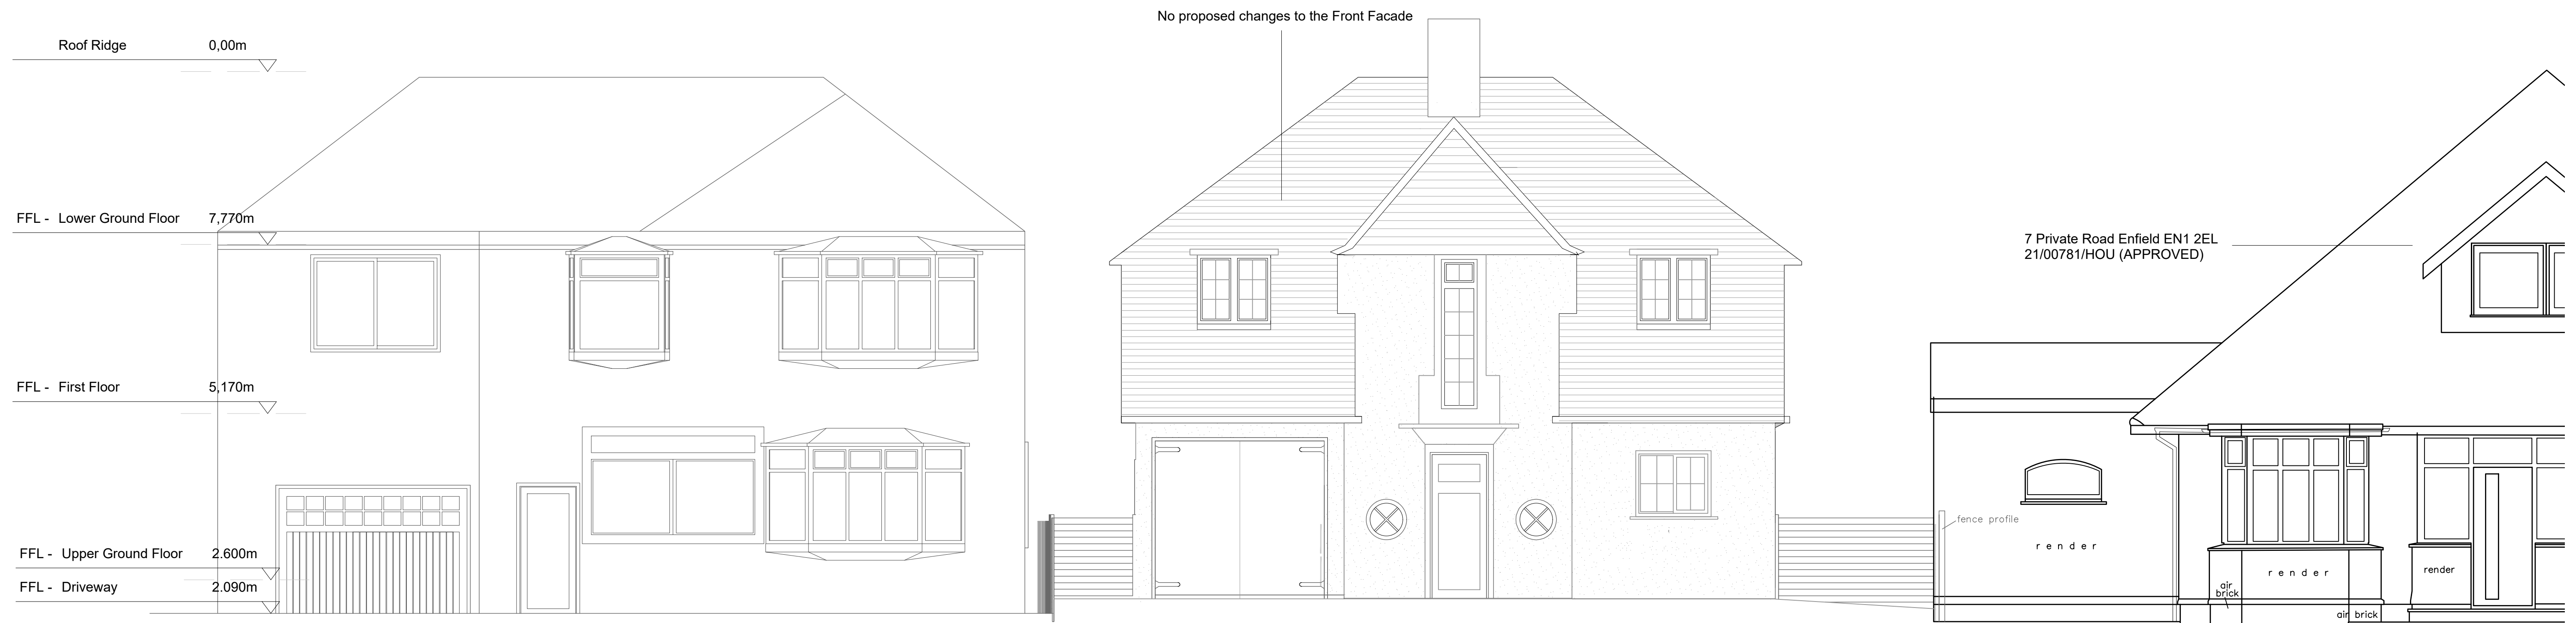 No proposed changes to the Front Facade
Roof Ridge 0,00m
FFL - Lower Ground Floor 7,770m
7 Private Road Enfield EN1 2EL
21/00781/HOU (APPROVED)
FFL - First Floor 5,170m
fence profile
render
FFL - Upper Ground Floor 2.600m
render
render
FFL - Driveway 2.090m
air
brick
air brick